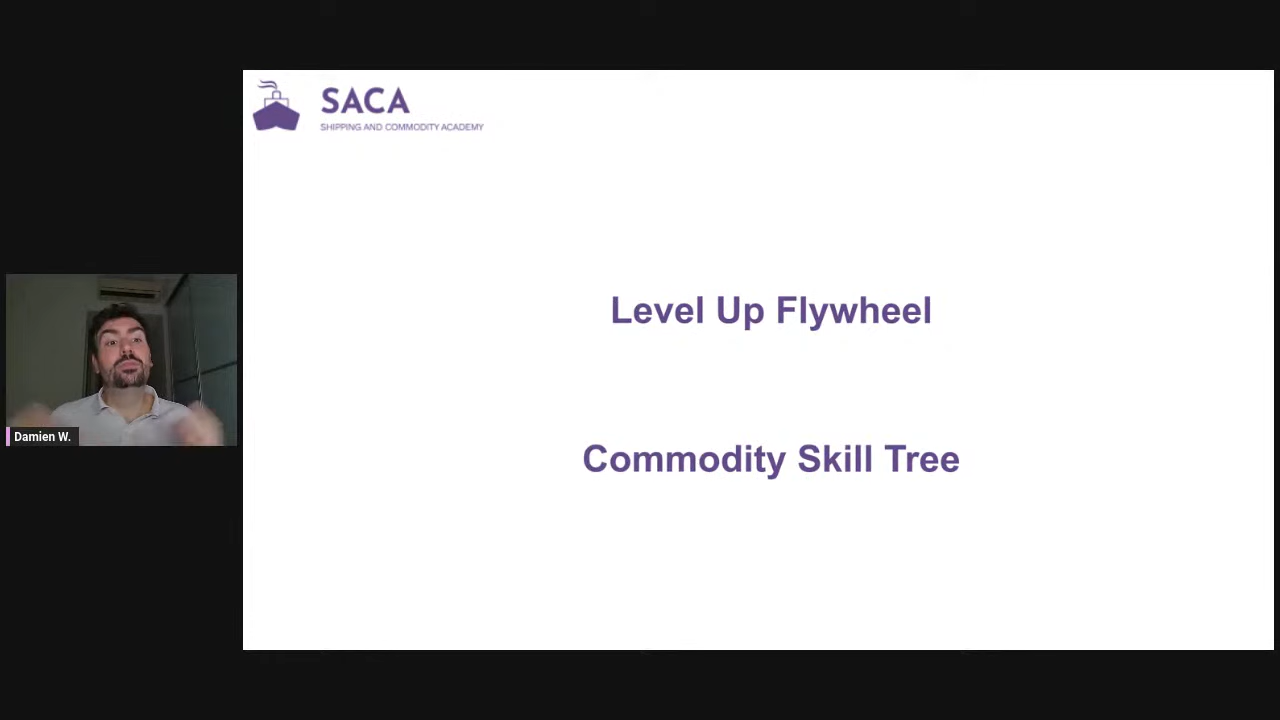 SACA
SHIPPING AND COMMODITY ACADEMY
Level Up Flywheel
Damien W.
Commodity Skill Tree